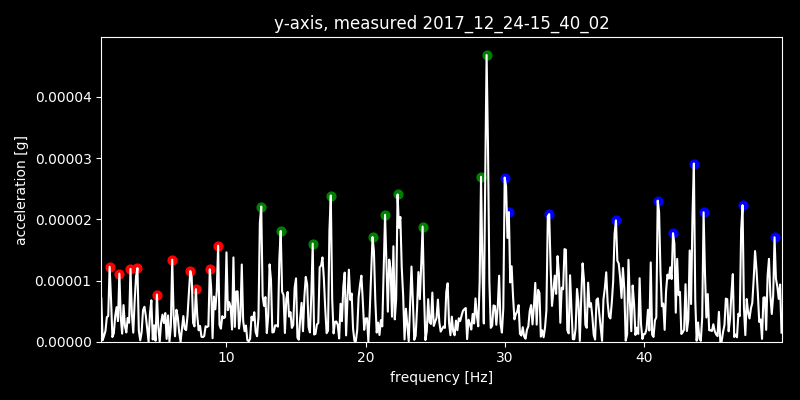 y-axis, measured 2017_12_24-15_40_02
0.00004
0.00003
0.00002
0.00001
0.00000
acceleration [g]
10 20 30 40
frequency [Hz]